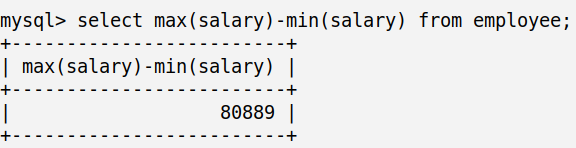 mysql> select max(salary)-min(salary) from employee;
+-------------------------+
| max(salary)-min(salary) |
+-------------------------+
|                   80889 |
+-------------------------+